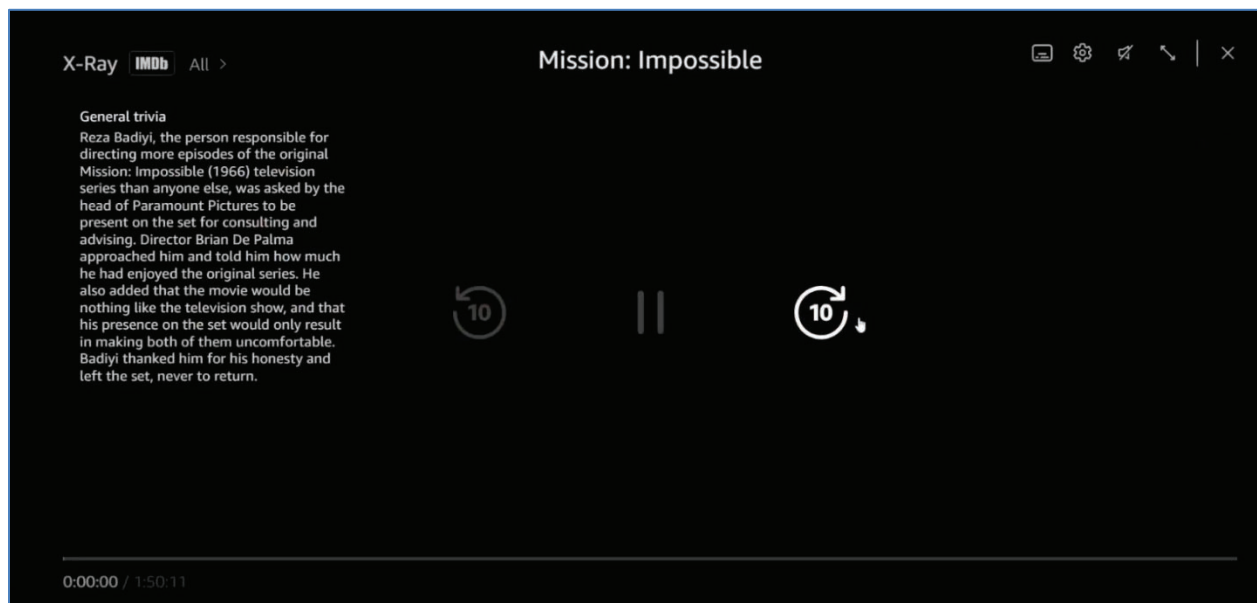 X-Ray IMDb All >
Mission: Impossible
General trivia
Reza Badiyi, the person responsible for
directing more episodes of the original
Mission: Impossible (1966) television
series than anyone else, was asked by the
head of Paramount Pictures to be
present on the set for consulting and
advising. Director Brian De Palma
approached him and told him how much
he had enjoyed the original series. He
also added that the movie would be
nothing like the television show, and that
his presence on the set would only result
in making both of them uncomfortable.
Badiyi thanked him for his honesty and
left the set, never to return.
10
10
0:00:00 / 1:50:11